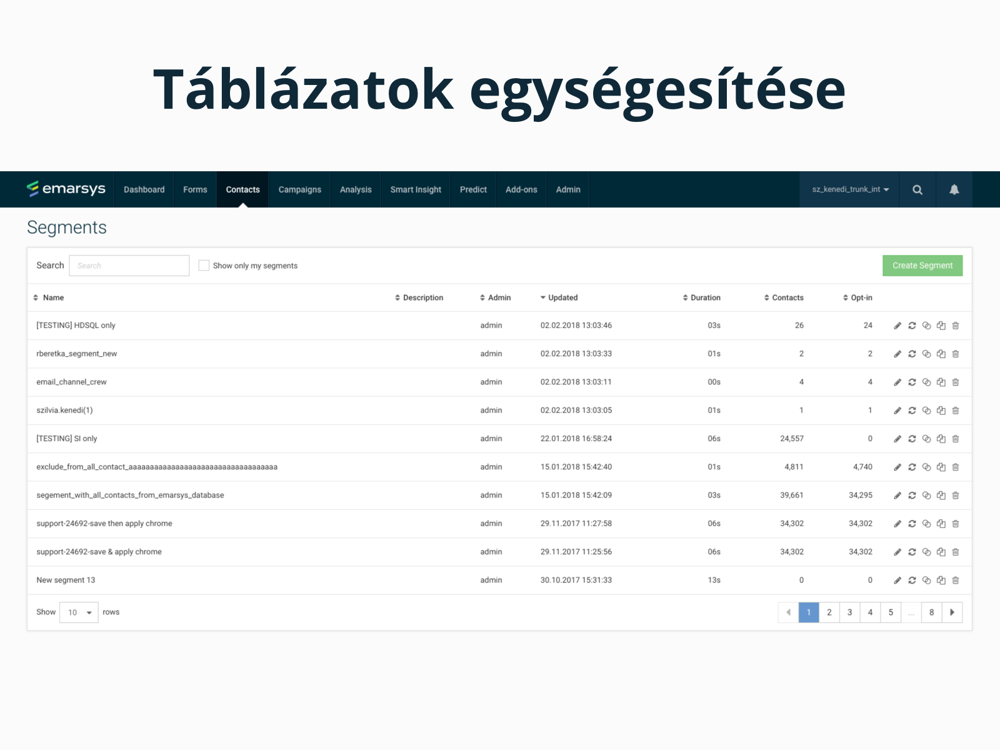 Táblázatok egységesítése
emarsys Dashboard Forms Contacts Campaigns Analysis Smart Insight Predict Add-ons Admin sz_kenedi_trunk_int
Segments
Search Search Show only my segments Create Segment
Name Description Admin Updated Duration Contacts Opt-in
[TESTING] HDSQL only admin 02.02.2018 13:03:46 03s 26 24
rberetka_segment_new admin 02.02.2018 13:03:33 01s 2 2
email_channel_crew admin 02.02.2018 13:03:11 00s 4 4
szilvia.kenedi(1) admin 02.02.2018 13:03:05 01s 1 1
[TESTING] SI only admin 22.01.2018 16:58:24 06s 24,557 0
exclude_from_all_contact_aaaaaaaaaaaaaaaaaaaaaaaaaaaaaaaaaaa admin 15.01.2018 15:42:40 01s 4,811 4,740
segement_with_all_contacts_from_emarsys_database admin 15.01.2018 15:42:09 03s 39,661 34,295
support-24692-save then apply chrome admin 29.11.2017 11:27:58 06s 34,302 34,302
support-24692-save & apply chrome admin 29.11.2017 11:25:56 06s 34,302 34,302
New segment 13 admin 30.10.2017 15:31:33 13s 0 0
Show 10 rows 1 2 3 4 5 ... 8